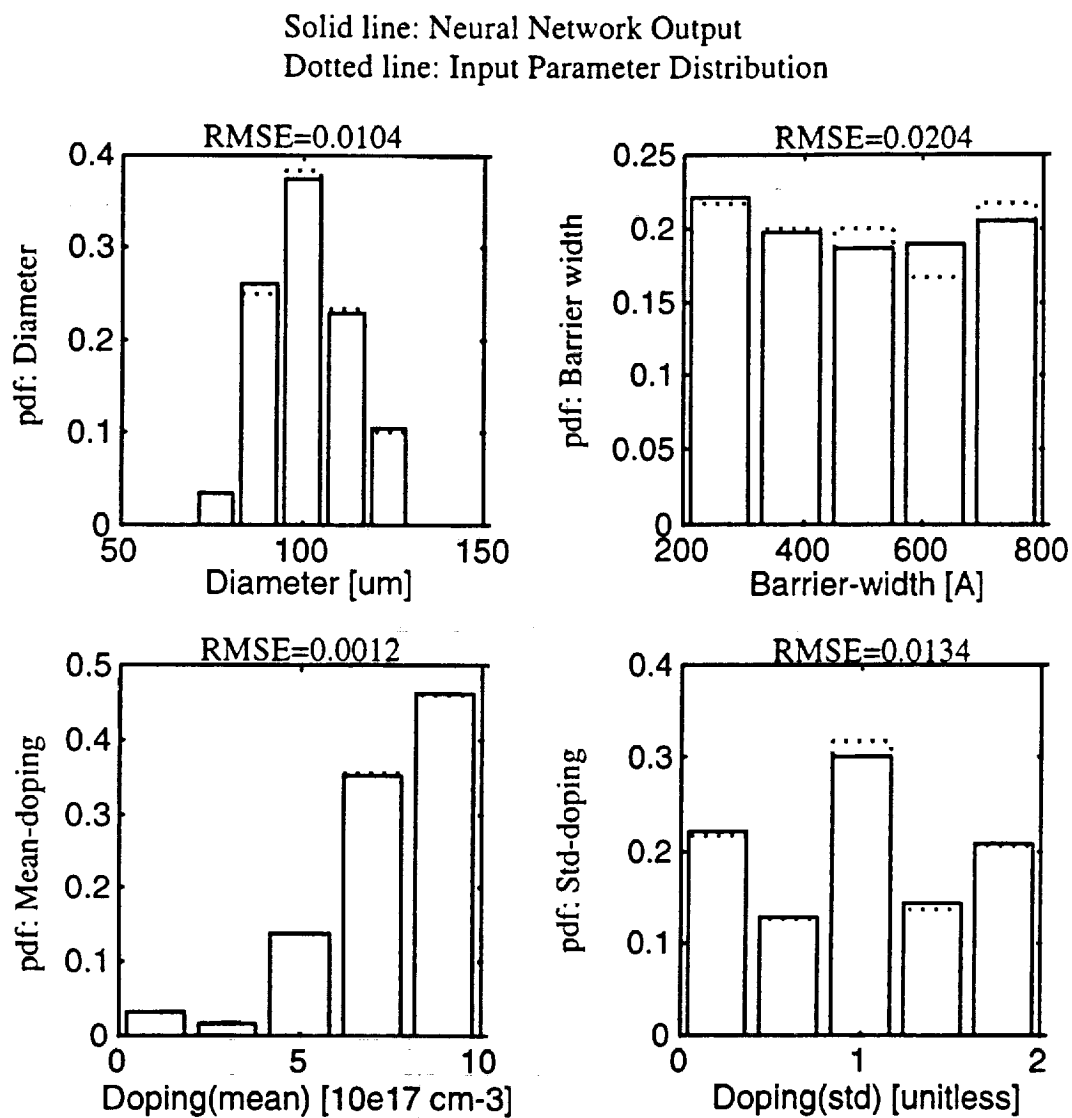 Solid line: Neural Network Output
Dotted line: Input Parameter Distribution
RMSE=0.0104
pdf: Diameter
0.4
0.3
0.2
0.1
0
50
100
150
Diameter [um]
RMSE=0.0204
pdf: Barrier width
0.25
0.2
0.15
0.1
0.05
0
200
400
600
800
Barrier-width [A]
RMSE=0.0012
pdf: Mean-doping
0.5
0.4
0.3
0.2
0.1
0
0
5
10
Doping(mean) [10e17 cm-3]
RMSE=0.0134
pdf: Std-doping
0.4
0.3
0.2
0.1
0
0
1
2
Doping(std) [unitless]